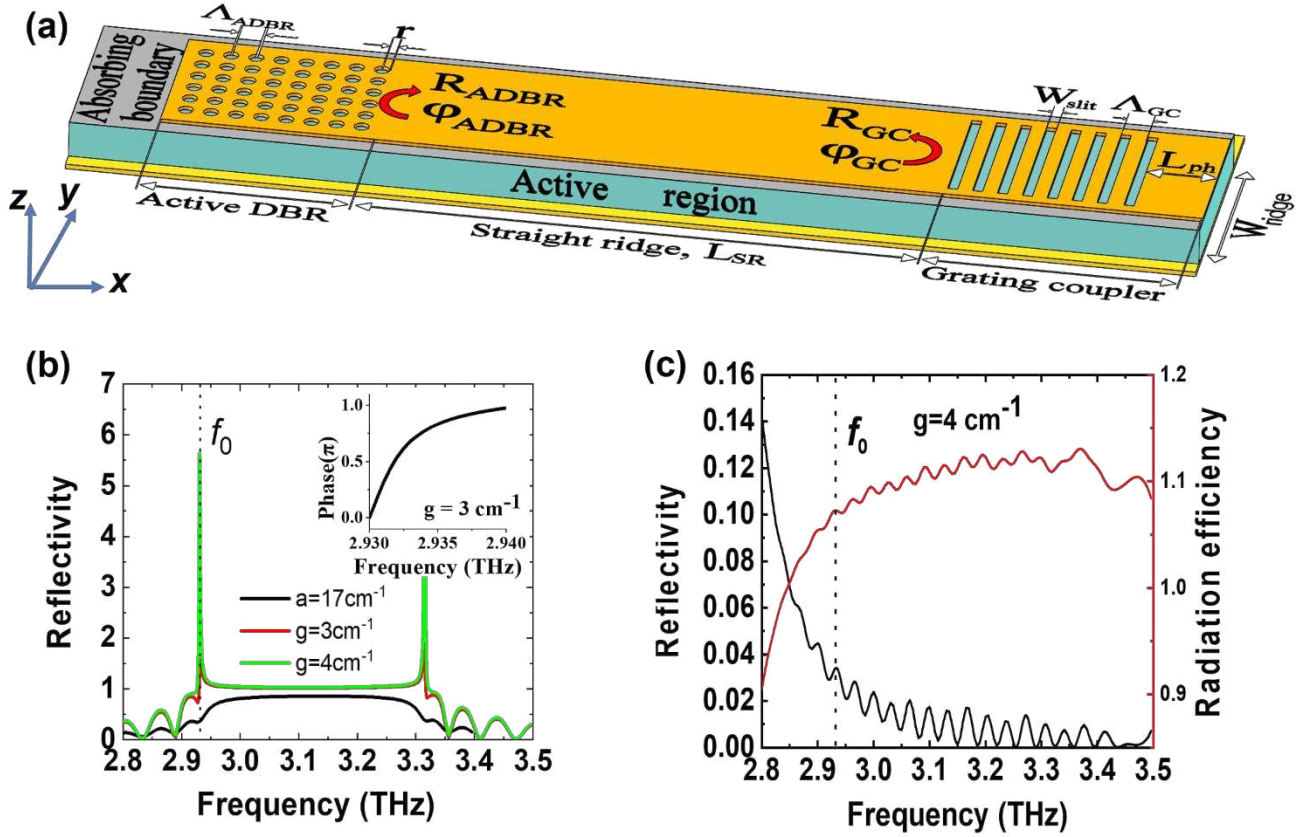 (a)
Λ_ADBR
r
Absorbing
boundary
R_ADBR
φ_ADBR
R_GC
φ_GC
W_slit
Λ_GC
L_ph
W_ridge
Active region
Active DBR
Straight ridge, L_SR
Grating coupler
z
y
x
(b)
7
6
5
4
3
2
1
0
Reflectivity
f₀
1.0
0.5
0.0
Phase(π)
g = 3 cm⁻¹
2.930 2.935 2.940
Frequency (THz)
a=17cm⁻¹
g=3cm⁻¹
g=4cm⁻¹
2.8 2.9 3.0 3.1 3.2 3.3 3.4 3.5
Frequency (THz)
(c)
0.16
0.14
0.12
0.10
0.08
0.06
0.04
0.02
0.00
Reflectivity
f₀
g=4 cm⁻¹
1.2
1.1
1.0
0.9
Radiation efficiency
2.8 2.9 3.0 3.1 3.2 3.3 3.4 3.5
Frequency (THz)